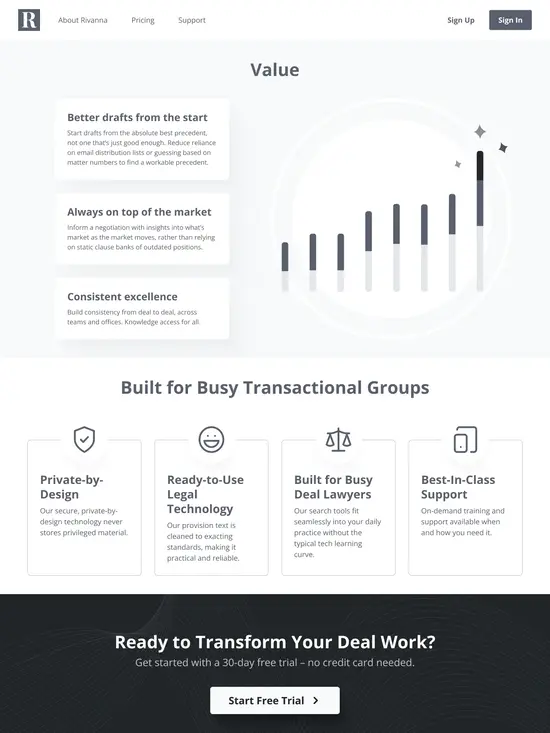 R
About Rivanna
Pricing
Support
Sign Up
Sign In
Value
Better drafts from the start
Start drafts from the absolute best precedent,
not one that's just good enough. Reduce reliance
on email distribution lists or guessing based on
matter numbers to find a workable precedent.
Always on top of the market
Inform a negotiation with insights into what's
market as the market moves, rather than relying
on static clause banks of outdated positions.
Consistent excellence
Build consistency from deal to deal, across
teams and offices. Knowledge access for all.
Built for Busy Transactional Groups
Private-by-
Design
Our secure, private-by-
design technology never
stores privileged material.
Ready-to-Use
Legal
Technology
Our provision text is
cleaned to exacting
standards, making it
practical and reliable.
Built for Busy
Deal Lawyers
Our search tools fit
seamlessly into your daily
practice without the
typical tech learning
curve.
Best-In-Class
Support
On-demand training and
support available when
and how you need it.
Ready to Transform Your Deal Work?
Get started with a 30-day free trial – no credit card needed.
Start Free Trial